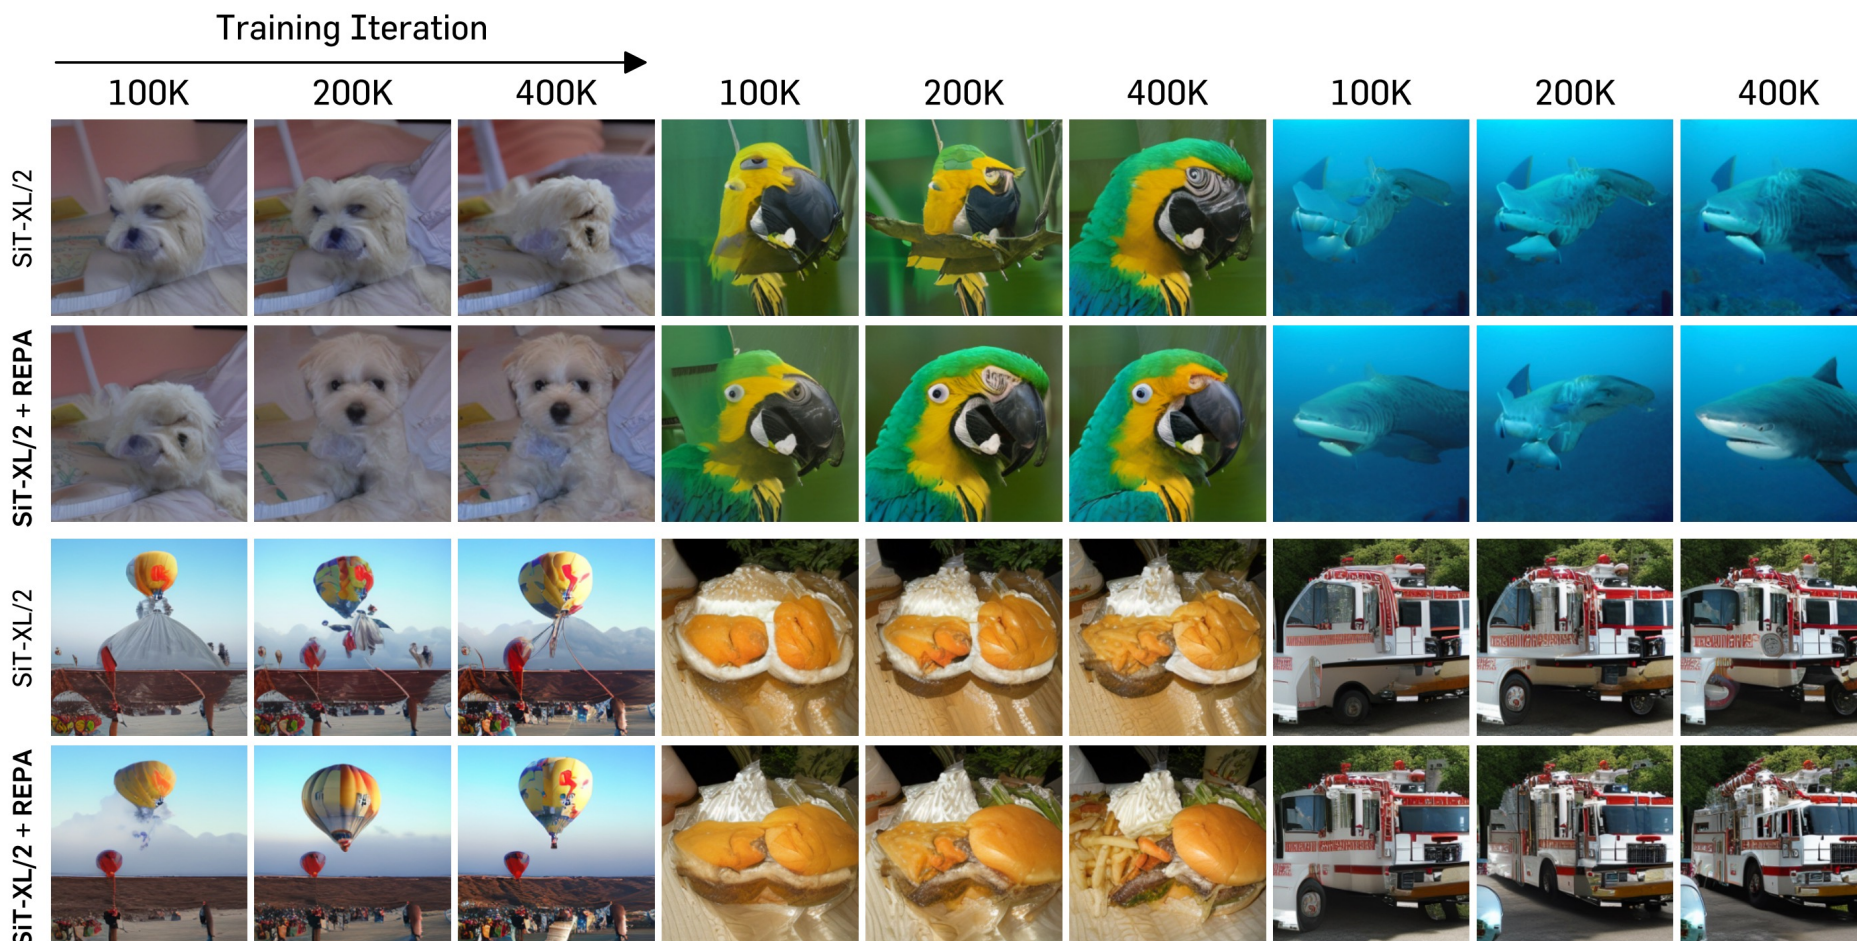 Training Iteration
100K 200K 400K 100K 200K 400K 100K 200K 400K
SiT-XL/2
SiT-XL/2 + REPA
SiT-XL/2
SiT-XL/2 + REPA